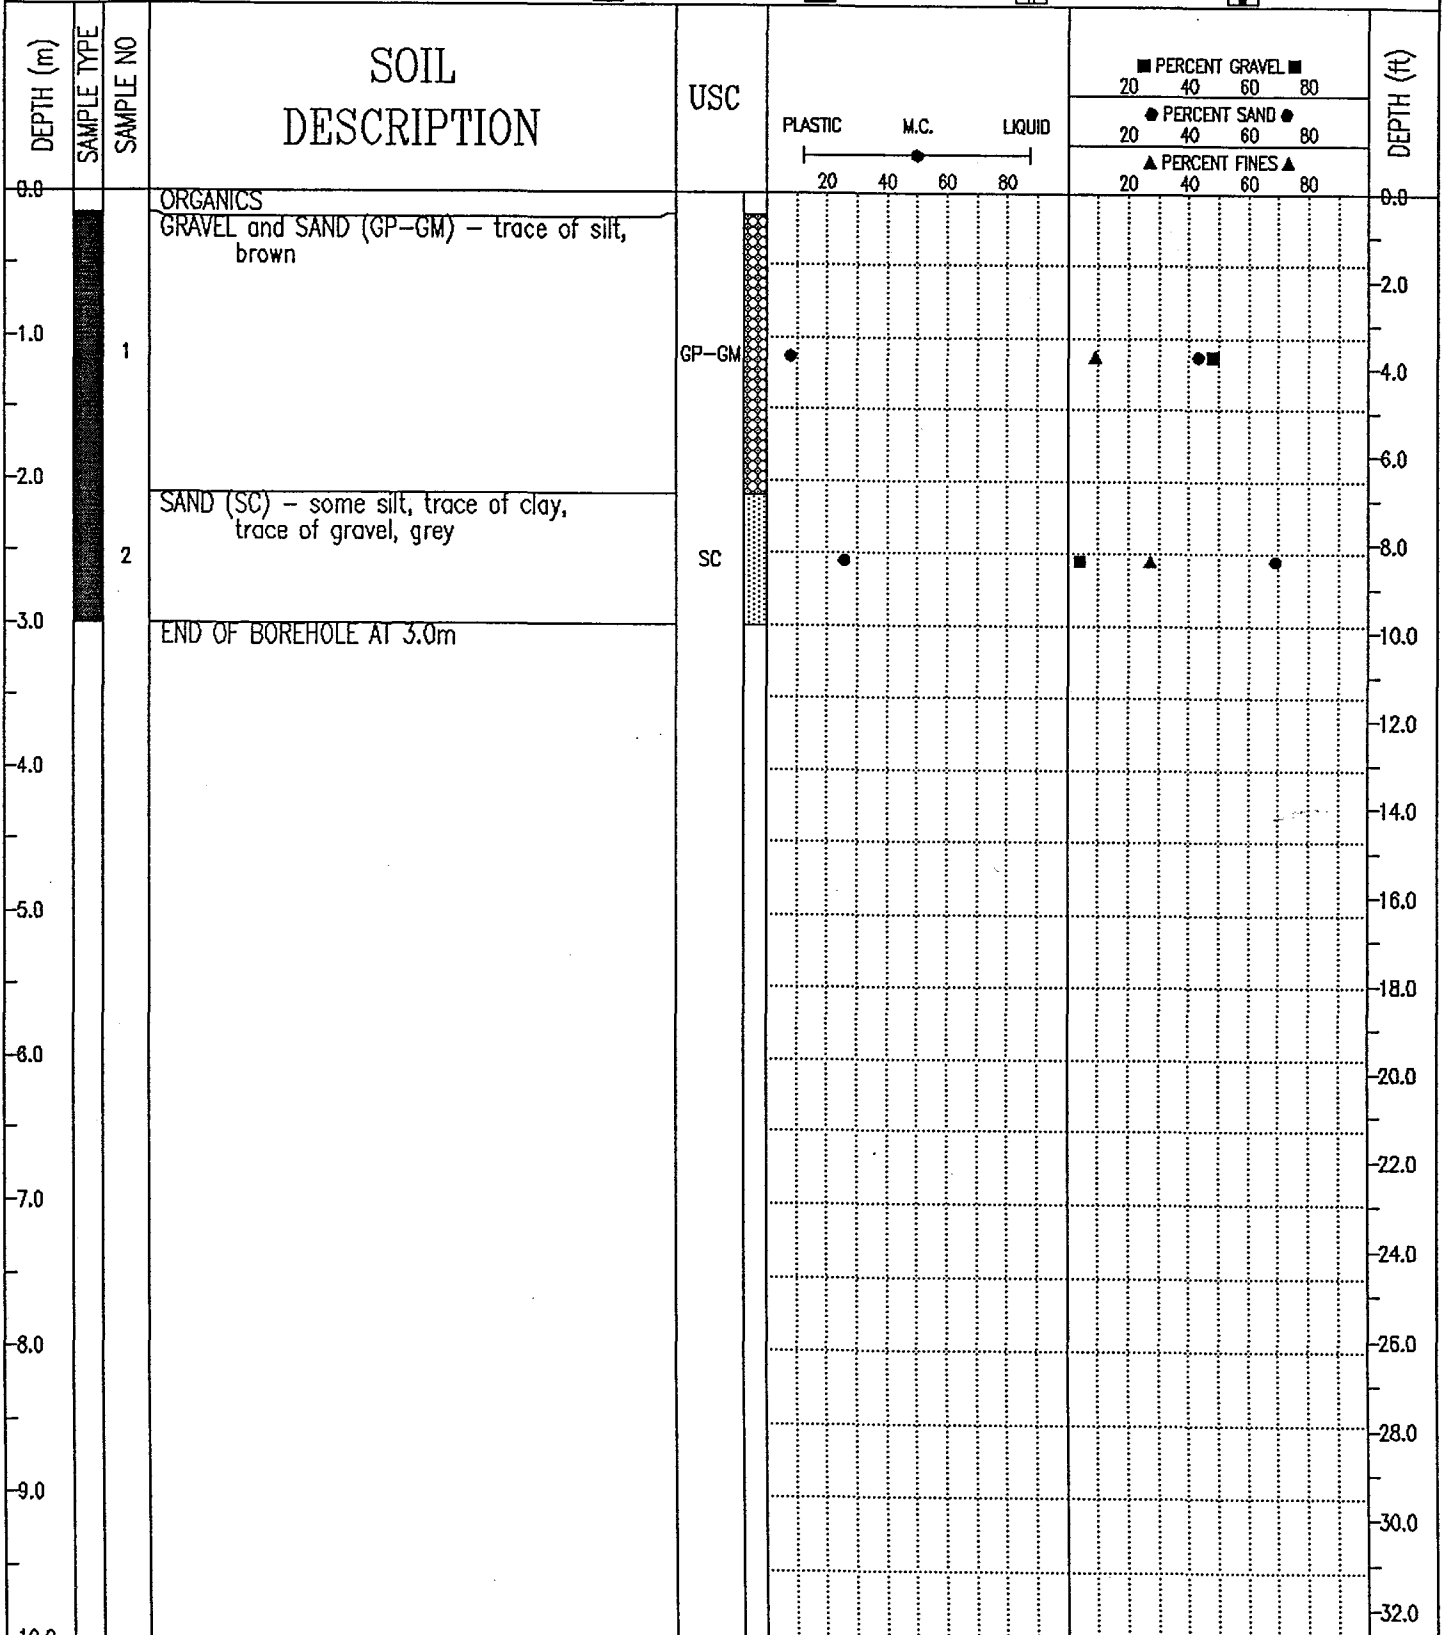 DEPTH (m)
SAMPLE TYPE
SAMPLE NO
SOIL
DESCRIPTION
USC
PLASTIC M.C. LIQUID
20 40 60 80
■ PERCENT GRAVEL ■
20 40 60 80
● PERCENT SAND ●
20 40 60 80
▲ PERCENT FINES ▲
20 40 60 80
DEPTH (ft)
0.0
ORGANICS
0.0
GRAVEL and SAND (GP-GM) – trace of silt,
brown
2.0
1.0
1
GP-GM
4.0
6.0
2.0
SAND (SC) – some silt, trace of clay,
trace of gravel, grey
2
SC
8.0
3.0
END OF BOREHOLE AT 3.0m
10.0
12.0
4.0
14.0
5.0
16.0
18.0
6.0
20.0
22.0
7.0
24.0
8.0
26.0
28.0
9.0
30.0
32.0